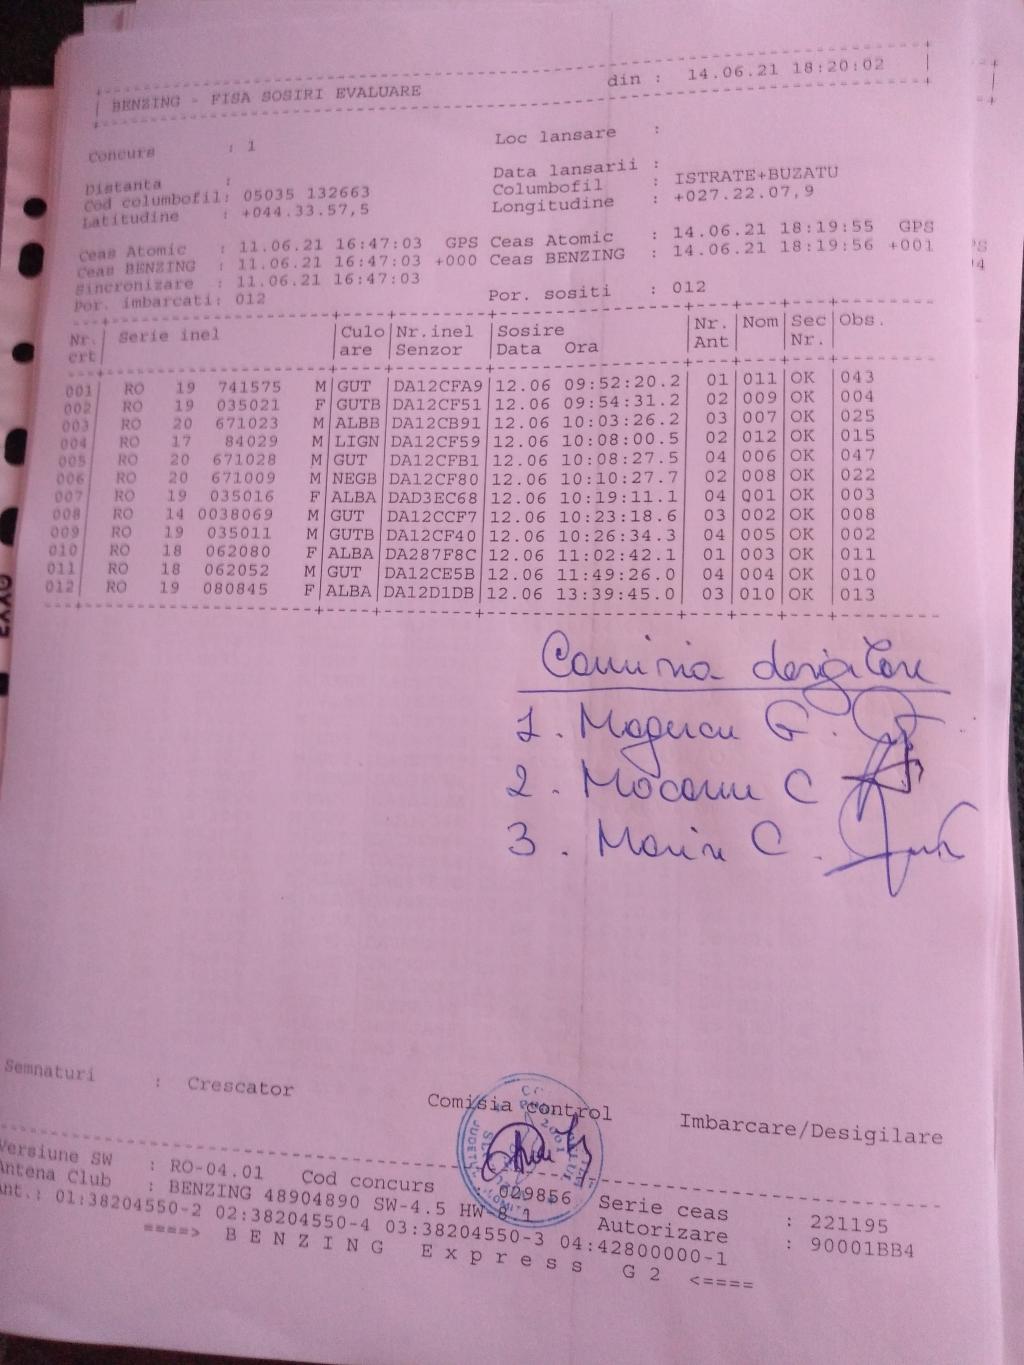 BENZING - FISA SOSIRI EVALUARE din : 14.06.21 18:20:02
Concurs : 1 Loc lansare :
Distanta : Data lansarii :
Cod columbofil: 05035 132663 Columbofil : ISTRATE+BUZATU
Latitudine : +044.33.57,5 Longitudine : +027.22.07,9
Ceas Atomic : 11.06.21 16:47:03 GPS Ceas Atomic : 14.06.21 18:19:55 GPS
Ceas BENZING : 11.06.21 16:47:03 +000 Ceas BENZING : 14.06.21 18:19:56 +001
Sincronizare : 11.06.21 16:47:03
Por. imbarcati: 012 Por. sositi : 012
Nr. Serie inel Culo Nr.inel Sosire Nr. Nom Sec Obs.
crt are Senzor Data Ora Ant Nr.
001 RO 19 741575 M GUT DA12CFA9 12.06 09:52:20.2 01 011 OK 043
002 RO 19 035021 F GUTB DA12CF51 12.06 09:54:31.2 02 009 OK 004
003 RO 20 671023 M ALBB DA12CB91 12.06 10:03:26.2 03 007 OK 025
004 RO 17 84029 M LIGN DA12CF59 12.06 10:08:00.5 02 012 OK 015
005 RO 20 671028 M GUT DA12CFB1 12.06 10:08:27.5 04 006 OK 047
006 RO 20 671009 M NEGB DA12CF80 12.06 10:10:27.7 02 008 OK 022
007 RO 19 035016 F ALBA DAD3EC68 12.06 10:19:11.1 04 001 OK 003
008 RO 14 0038069 M GUT DA12CCF7 12.06 10:23:18.6 03 002 OK 008
009 RO 19 035011 M GUTB DA12CF40 12.06 10:26:34.3 04 005 OK 002
010 RO 18 062080 F ALBA DA287F8C 12.06 11:02:42.1 01 003 OK 011
011 RO 18 062052 M GUT DA12CE5B 12.06 11:49:26.0 04 004 OK 010
012 RO 19 080845 F ALBA DA12D1DB 12.06 13:39:45.0 03 010 OK 013
Comisia desigilare
1. Magercu G.
2. Mocanu C
3. Marin C.
Semnaturi : Crescator Comisia control Imbarcare/Desigilare
Versiune SW : RO-04.01 Cod concurs : 029856 Serie ceas : 221195
Antena Club : BENZING 48904890 SW-4.5 HW-8.1 Autorizare : 90001BB4
Ant.: 01:38204550-2 02:38204550-4 03:38204550-3 04:42800000-1
====> BENZING Express G2 <====